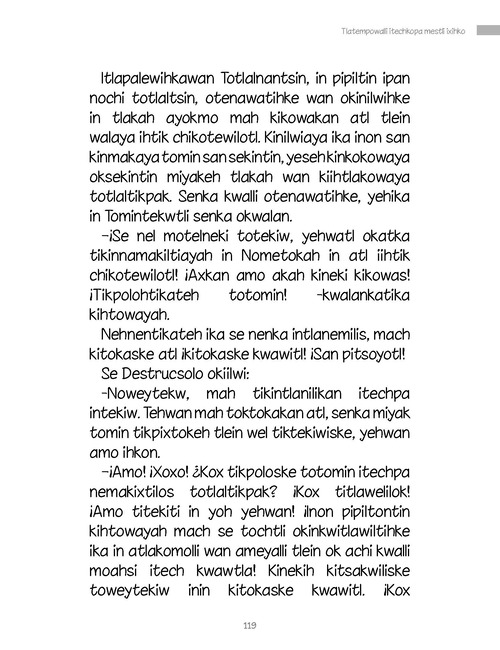 Tlatempowalli itechkopa mestli ixihko
Itlapalewihkawan Totlalnantsin, in pipiltin ipan
nochi totlaltsin, otenawatihke wan okinilwihke
in tlakah ayokmo mah kikowakan atl tlein
walaya ihtik chikotewilotl. Kinilwiaya ika inon san
kinmakaya tomin san sekintin, yeseh kinkokowaya
oksekintin miyakeh tlakah wan kiihtlakowaya
totlaltikpak. Senka kwalli otenawatihke, yehika
in Tomintekwtli senka okwalan.
–¡Se nel motelneki totekiw, yehwatl okatka
tikinnamakiltiayah in Nometokah in atl iihtik
chikotewilotl! ¡Axkan amo akah kineki kikowas!
¡Tikpolohtikateh totomin! -kwalankatika
kihtowayah.
Nehnentikateh ika se nenka intlanemilis, mach
kitokaske atl ¡kitokaske kwawitl! ¡San pitsoyotl!
Se Destrucsolo okiilwi:
-Noweytekw, mah tikintlanilikan itechpa
intekiw. Tehwan mah toktokakan atl, senka miyak
tomin tikpixtokeh tlein wel tiktekiwiske, yehwan
amo ihkon.
–¡Amo! ¡Xoxo! ¿Kox tikpoloske totomin itechpa
nemakixtilos totlaltikpak? ¡Kox titlawelilok!
¡Amo titekiti in yoh yehwan! ¡Inon pipiltontin
kihtowayah mach se tochtli okinkwitlawiltihke
ika in atlakomolli wan ameyalli tlein ok achi kwalli
moahsi itech kwawtla! Kinekih kitsakwiliske
toweytekiw inin kitokaske kwawitl. ¡Kox
119